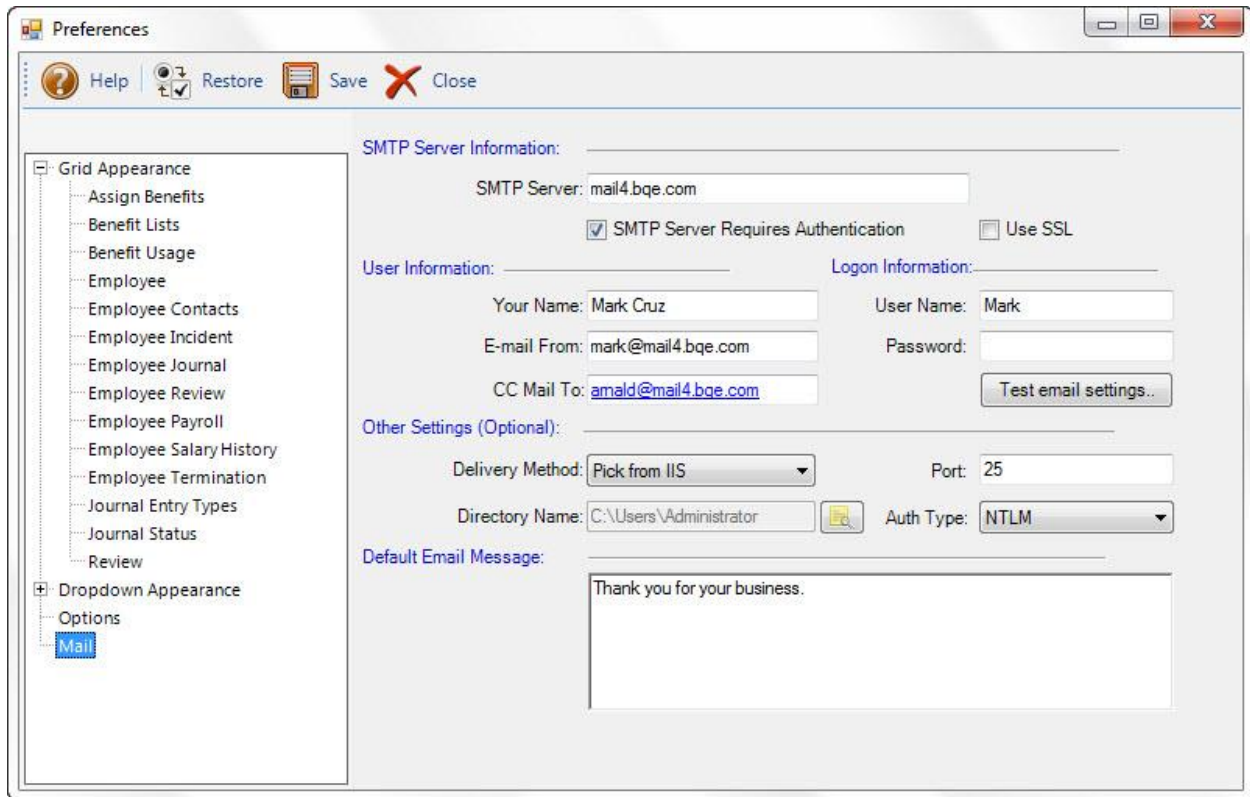 Preferences
Help Restore Save Close
Grid Appearance
Assign Benefits
Benefit Lists
Benefit Usage
Employee
Employee Contacts
Employee Incident
Employee Journal
Employee Review
Employee Payroll
Employee Salary History
Employee Termination
Journal Entry Types
Journal Status
Review
Dropdown Appearance
Options
Mail
SMTP Server Information:
SMTP Server: mail4.bqe.com
SMTP Server Requires Authentication Use SSL
User Information: Logon Information:
Your Name: Mark Cruz User Name: Mark
E-mail From: mark@mail4.bqe.com Password:
CC Mail To: arnald@mail4.bqe.com Test email settings..
Other Settings (Optional):
Delivery Method: Pick from IIS Port: 25
Directory Name: C:\Users\Administrator Auth Type: NTLM
Default Email Message:
Thank you for your business.